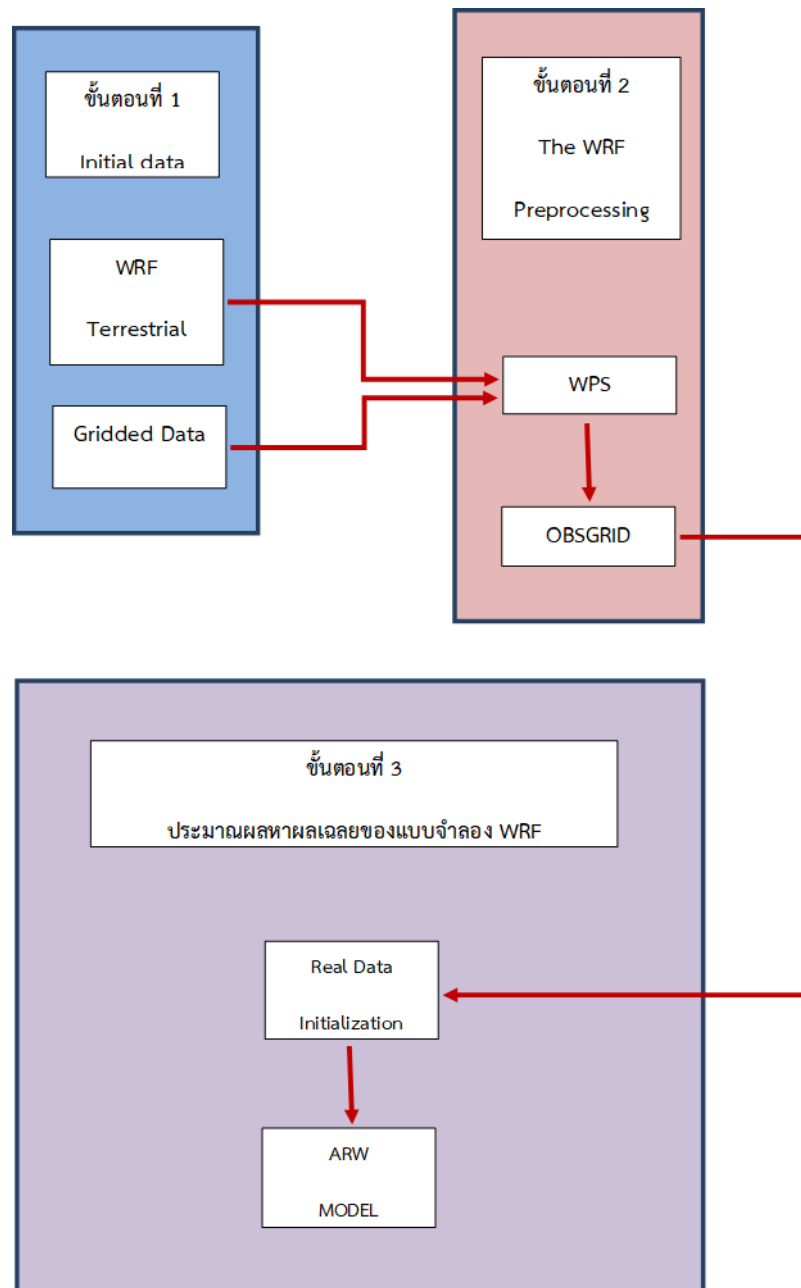 ขั้นตอนที่ 1
Initial data
WRF
Terrestrial
Gridded Data
ขั้นตอนที่ 2
The WRF
Preprocessing
WPS
OBSGRID
ขั้นตอนที่ 3
ประมาณผลหาผลเฉลยของแบบจำลอง WRF
Real Data
Initialization
ARW
MODEL